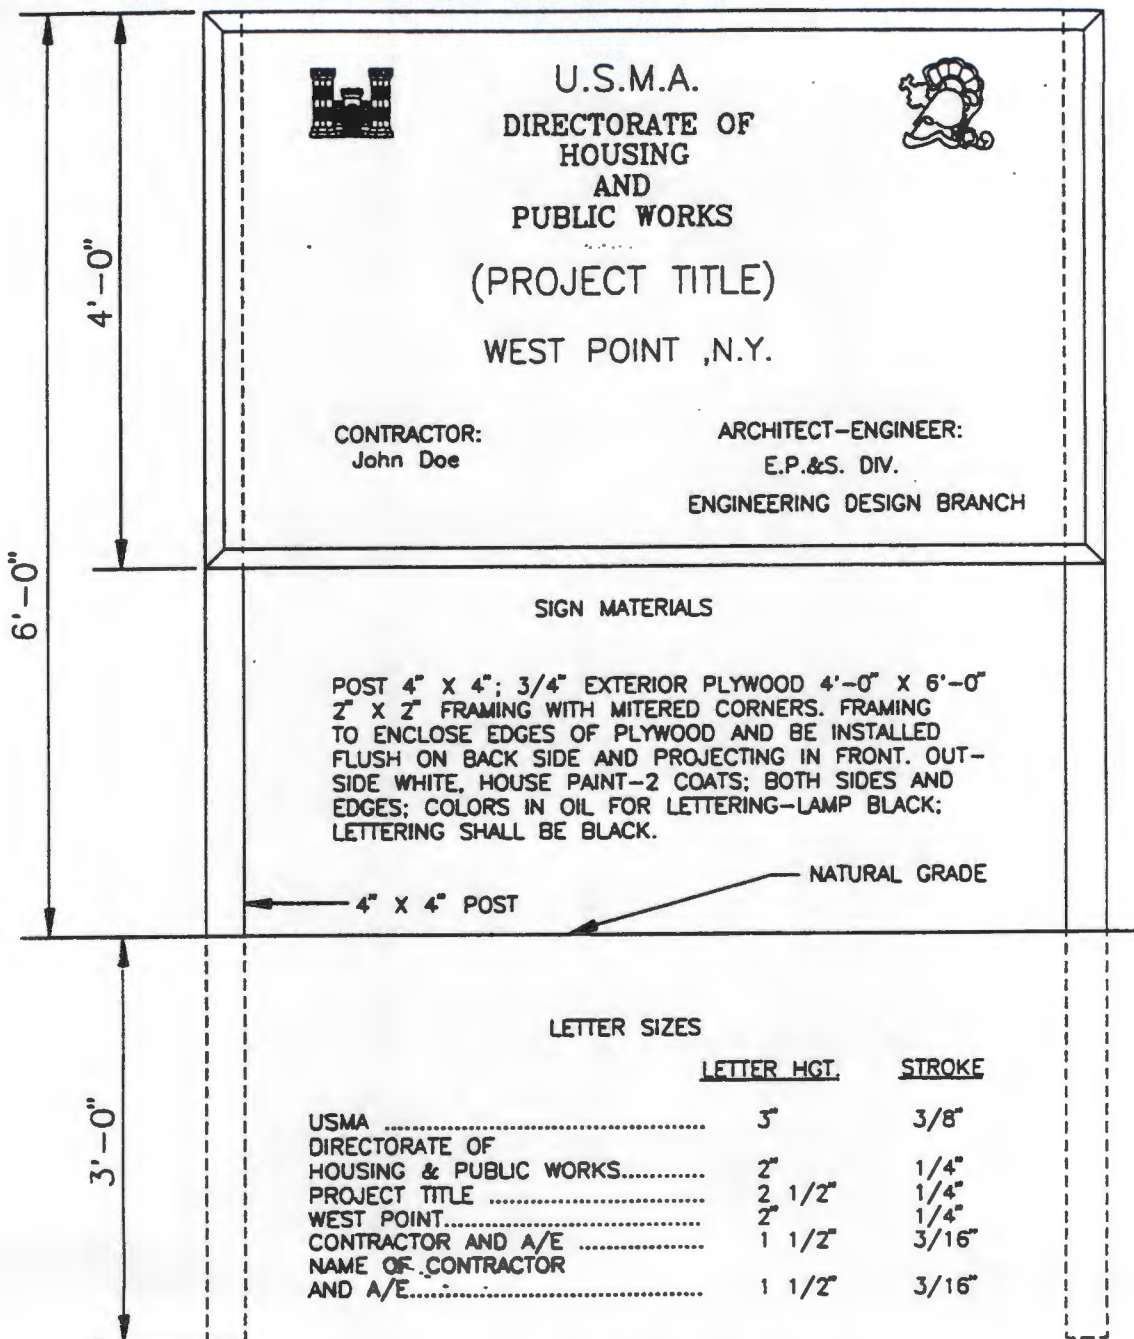 U.S.M.A.
DIRECTORATE OF
HOUSING
AND
PUBLIC WORKS
(PROJECT TITLE)
WEST POINT ,N.Y.
CONTRACTOR:
John Doe
ARCHITECT-ENGINEER:
E.P.&S. DIV.
ENGINEERING DESIGN BRANCH
4'-0"
6'-0"
SIGN MATERIALS
POST 4" X 4"; 3/4" EXTERIOR PLYWOOD 4'-0" X 6'-0"
2" X 2" FRAMING WITH MITERED CORNERS. FRAMING
TO ENCLOSE EDGES OF PLYWOOD AND BE INSTALLED
FLUSH ON BACK SIDE AND PROJECTING IN FRONT. OUT-
SIDE WHITE, HOUSE PAINT-2 COATS; BOTH SIDES AND
EDGES; COLORS IN OIL FOR LETTERING-LAMP BLACK;
LETTERING SHALL BE BLACK.
NATURAL GRADE
4" X 4" POST
3'-0"
LETTER SIZES
LETTER HGT. STROKE
USMA ........................................ 3" 3/8"
DIRECTORATE OF
HOUSING & PUBLIC WORKS........... 2" 1/4"
PROJECT TITLE ........................... 2 1/2" 1/4"
WEST POINT................................ 2" 1/4"
CONTRACTOR AND A/E ................ 1 1/2" 3/16"
NAME OF CONTRACTOR
AND A/E..................................... 1 1/2" 3/16"